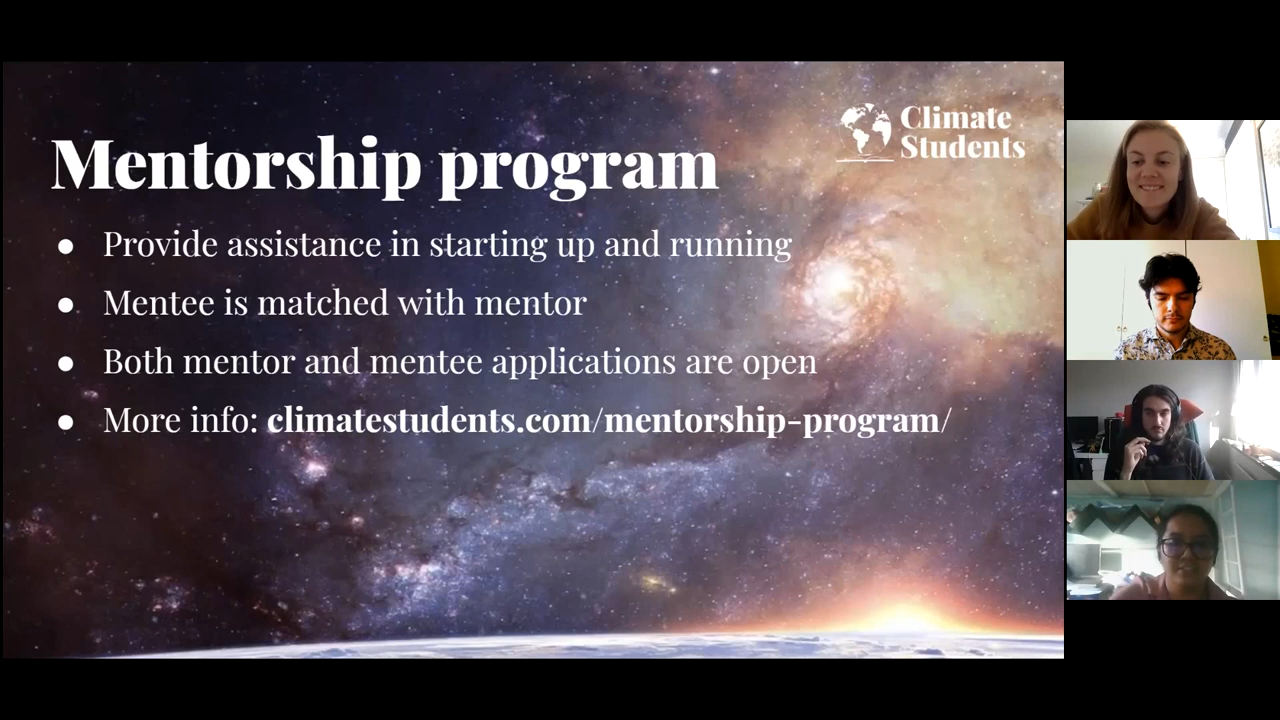 Climate
Students
Mentorship program
● Provide assistance in starting up and running
● Mentee is matched with mentor
● Both mentor and mentee applications are open
● More info: climatestudents.com/mentorship-program/